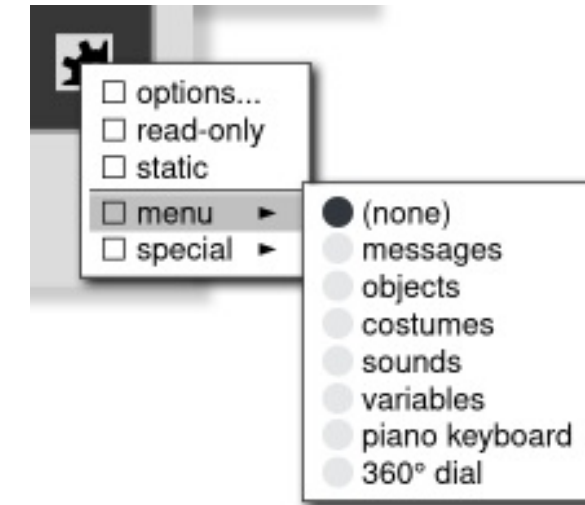 options...
read-only
static
menu ►
special ►
(none)
messages
objects
costumes
sounds
variables
piano keyboard
360° dial